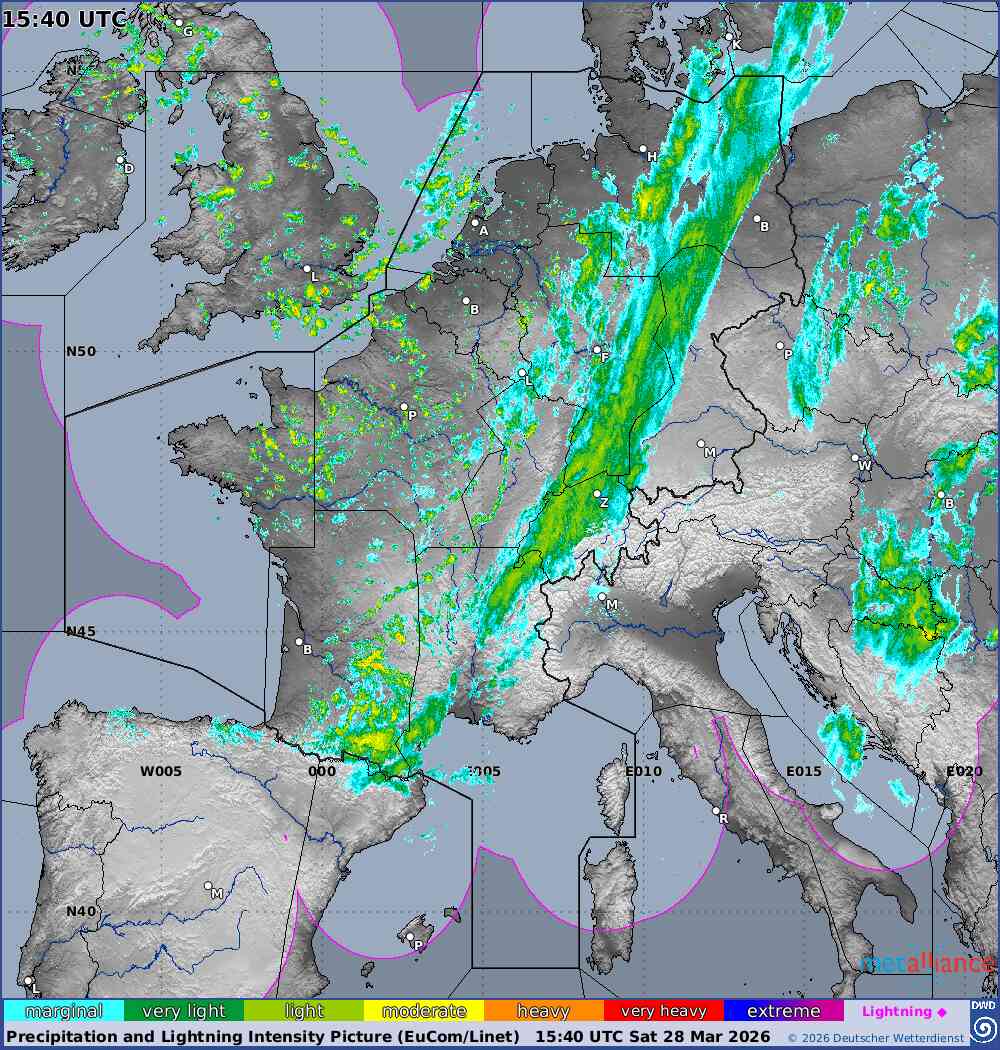 15:40 UTC
G
K
N55
D
H
A
B
L
B
P
N50
F
L
P
M
W
Z
B
M
N45
B
W005
000
005
E010
E015
E020
R
M
N40
P
L
metalliance
marginal
very light
light
moderate
heavy
very heavy
extreme
Lightning ◆
DWD
Precipitation and Lightning Intensity Picture (EuCom/Linet) 15:40 UTC Sat 28 Mar 2026 © 2026 Deutscher Wetterdienst